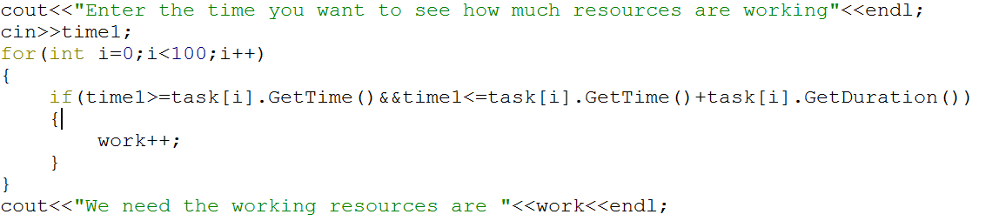 cout<<"Enter the time you want to see how much resources are working"<<endl;
cin>>time1;
for(int i=0;i<100;i++)
{
    if(time1>=task[i].GetTime()&&time1<=task[i].GetTime()+task[i].GetDuration())
    {
        work++;
    }
}
cout<<"We need the working resources are "<<work<<endl;